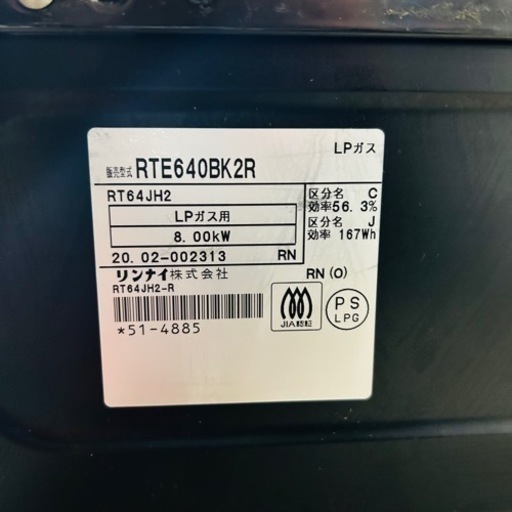 LPガス
販売型式 RTE640BK2R
RT64JH2
LPガス用
8.00kW
区分名 C
効率56.3%
区分名 J
効率 167Wh
20.02-002313 RN
リンナイ株式会社 RN(O)
RT64JH2-R
*51-4885
JIA認証
PS
LPG